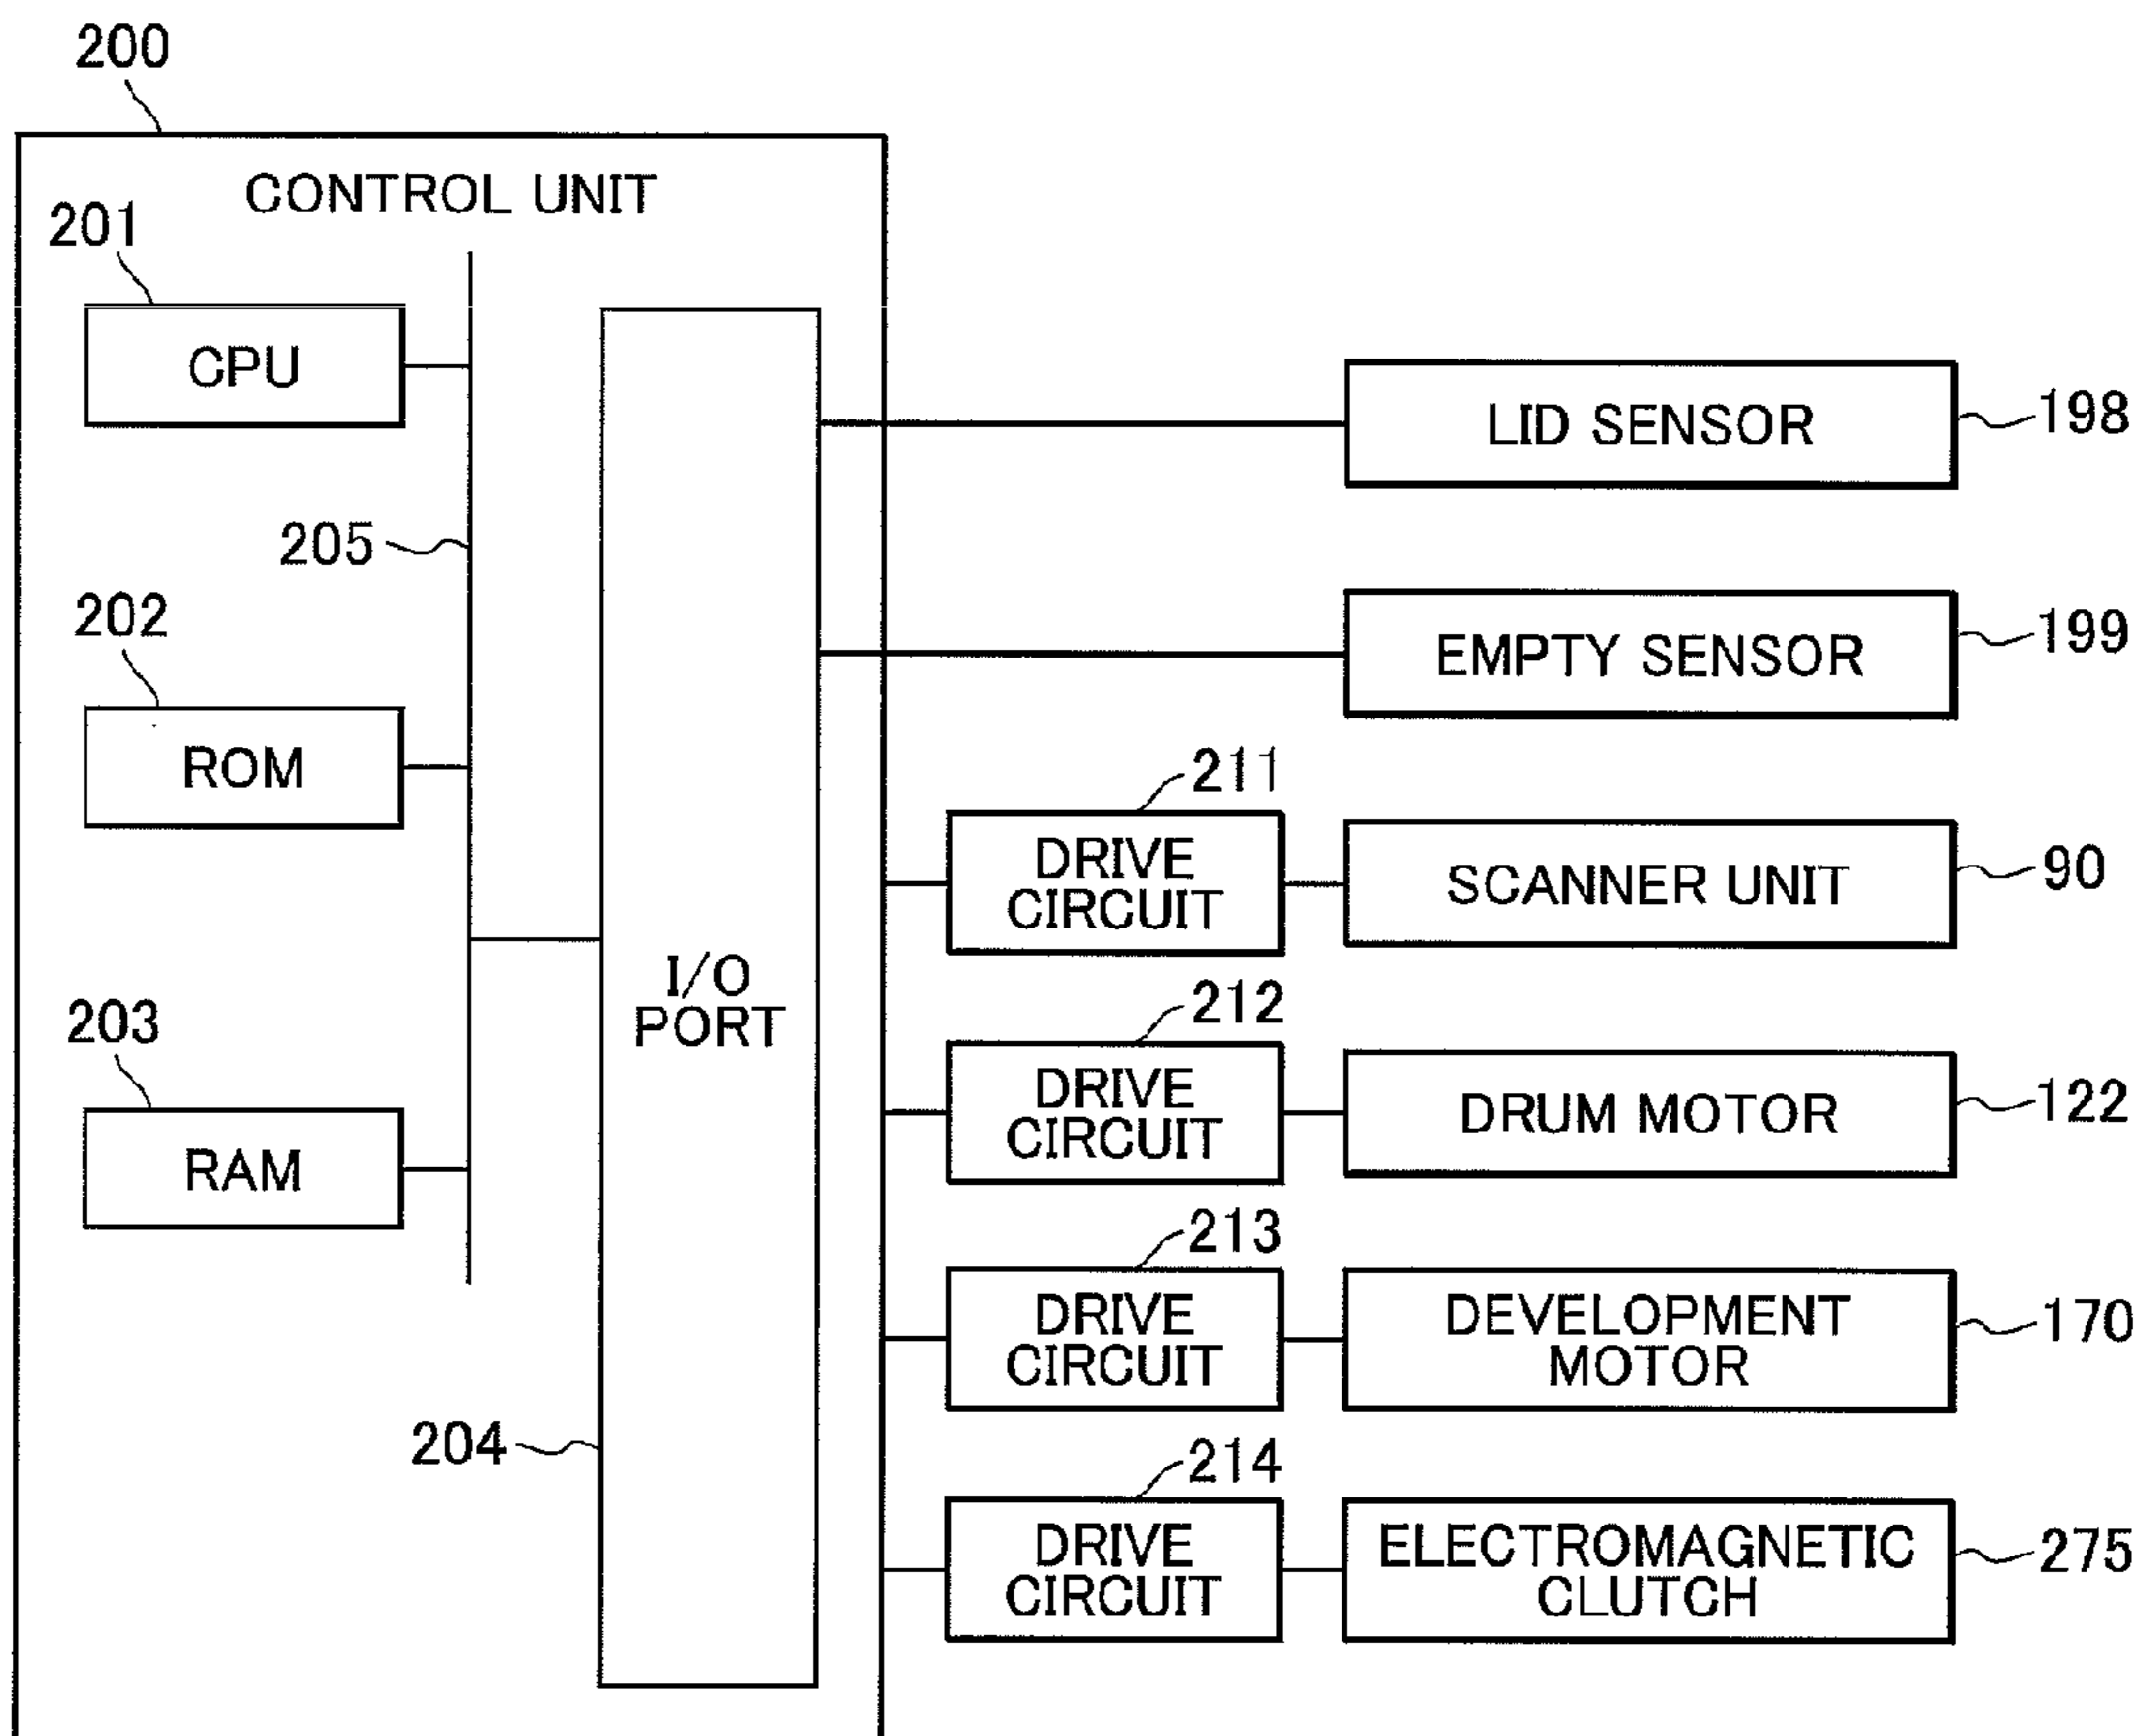 200
CONTROL UNIT
201
CPU
205
202
ROM
203
RAM
I/O
PORT
204
LID SENSOR
198
EMPTY SENSOR
199
211
DRIVE
CIRCUIT
SCANNER UNIT
90
212
DRIVE
CIRCUIT
DRUM MOTOR
122
213
DRIVE
CIRCUIT
DEVELOPMENT
MOTOR
170
214
DRIVE
CIRCUIT
ELECTROMAGNETIC
CLUTCH
275